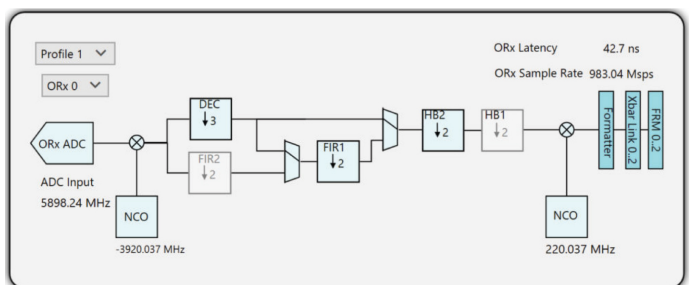 Profile 1
ORx 0
ORx Latency 42.7 ns
ORx Sample Rate 983.04 Msps
ORx ADC
ADC Input
5898.24 MHz
NCO
-3920.037 MHz
DEC
↓3
FIR2
↓2
FIR1
↓2
HB2
↓2
HB1
↓2
NCO
220.037 MHz
Formatter
Xbar Link 0..2
FRM 0..2